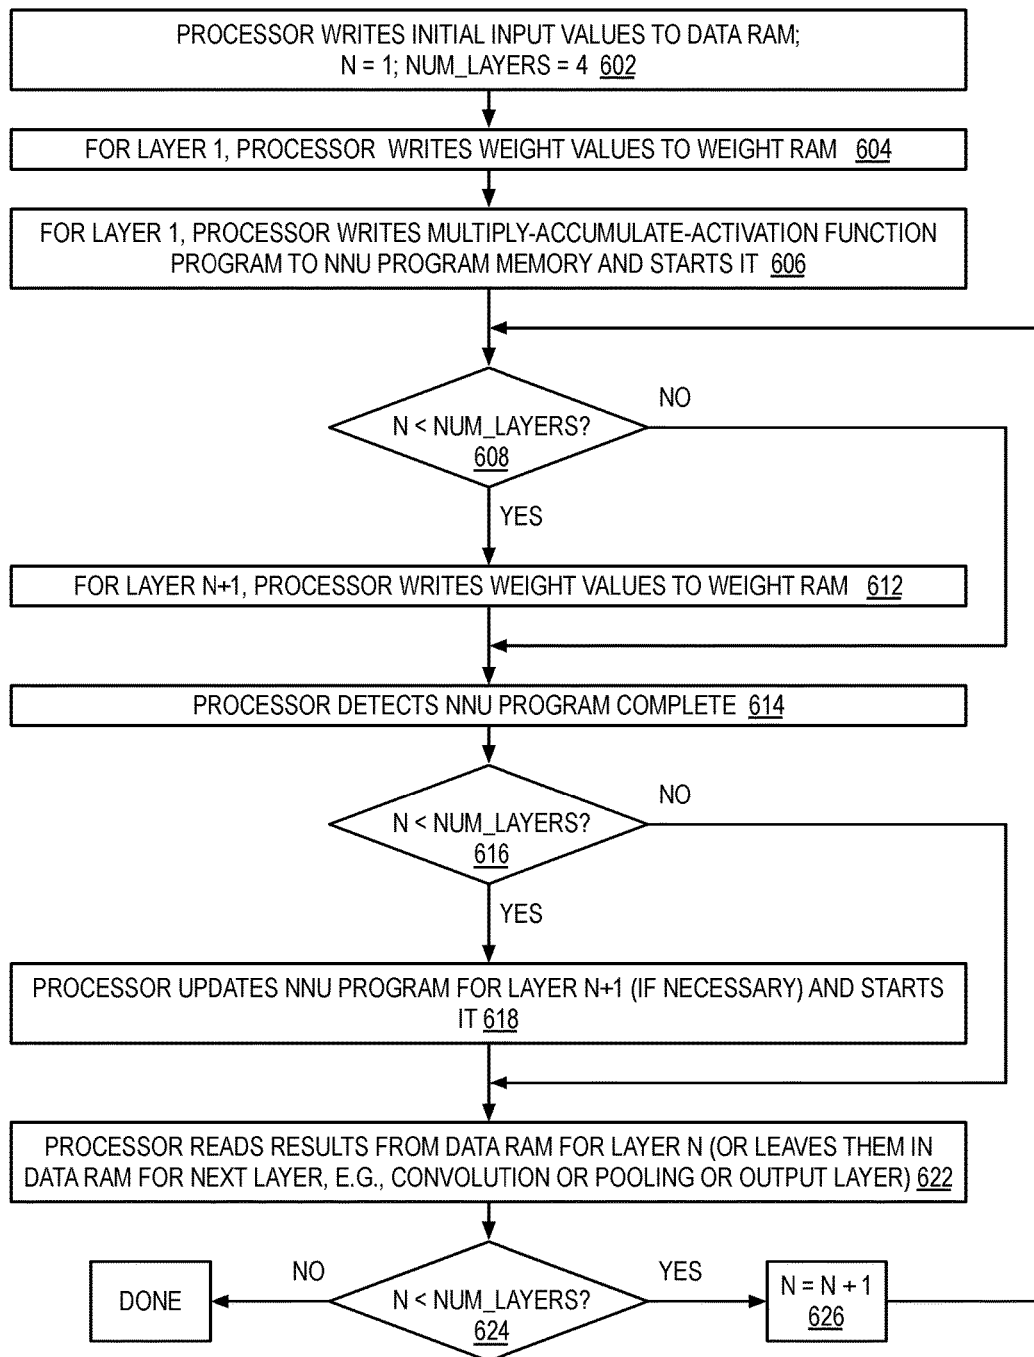 PROCESSOR WRITES INITIAL INPUT VALUES TO DATA RAM;
N = 1; NUM_LAYERS = 4 602
FOR LAYER 1, PROCESSOR WRITES WEIGHT VALUES TO WEIGHT RAM 604
FOR LAYER 1, PROCESSOR WRITES MULTIPLY-ACCUMULATE-ACTIVATION FUNCTION
PROGRAM TO NNU PROGRAM MEMORY AND STARTS IT 606
NO
N < NUM_LAYERS?
608
YES
FOR LAYER N+1, PROCESSOR WRITES WEIGHT VALUES TO WEIGHT RAM 612
PROCESSOR DETECTS NNU PROGRAM COMPLETE 614
NO
N < NUM_LAYERS?
616
YES
PROCESSOR UPDATES NNU PROGRAM FOR LAYER N+1 (IF NECESSARY) AND STARTS
IT 618
PROCESSOR READS RESULTS FROM DATA RAM FOR LAYER N (OR LEAVES THEM IN
DATA RAM FOR NEXT LAYER, E.G., CONVOLUTION OR POOLING OR OUTPUT LAYER) 622
NO
YES
DONE
N < NUM_LAYERS?
624
N = N + 1
626